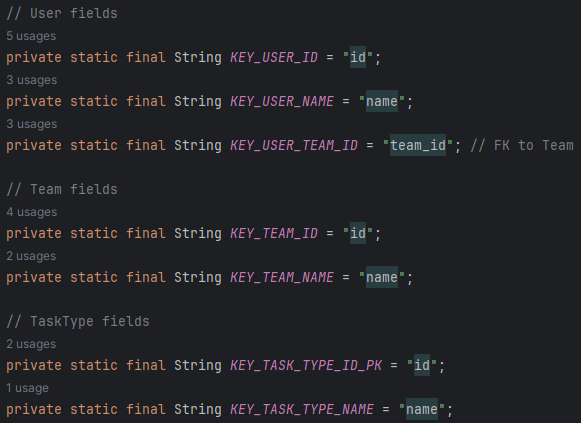 // User fields
5 usages
private static final String KEY_USER_ID = "id";
3 usages
private static final String KEY_USER_NAME = "name";
3 usages
private static final String KEY_USER_TEAM_ID = "team_id"; // FK to Team
// Team fields
4 usages
private static final String KEY_TEAM_ID = "id";
2 usages
private static final String KEY_TEAM_NAME = "name";
// TaskType fields
2 usages
private static final String KEY_TASK_TYPE_ID_PK = "id";
1 usage
private static final String KEY_TASK_TYPE_NAME = "name";